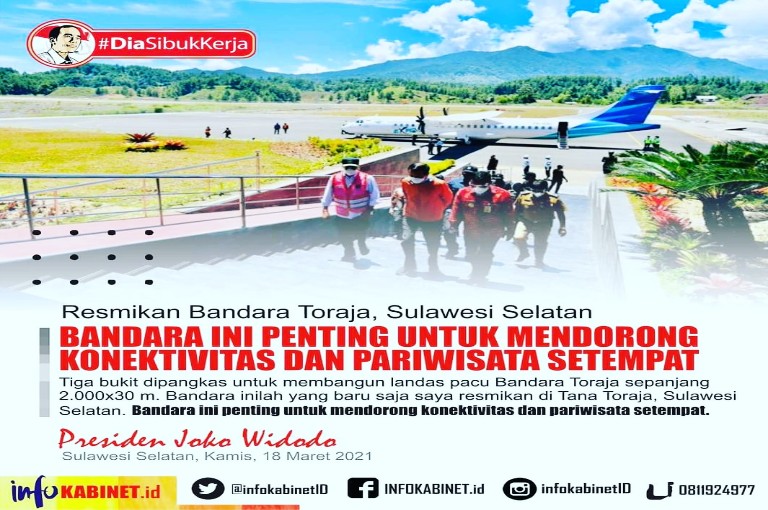 #DiaSibukKerja
Resmikan Bandara Toraja, Sulawesi Selatan
BANDARA INI PENTING UNTUK MENDORONG
KONEKTIVITAS DAN PARIWISATA SETEMPAT
Tiga bukit dipangkas untuk membangun landas pacu Bandara Toraja sepanjang
2.000x30 m. Bandara inilah yang baru saja saya resmikan di Tana Toraja, Sulawesi
Selatan. Bandara ini penting untuk mendorong konektivitas dan pariwisata setempat.
Presiden Joko Widodo
Sulawesi Selatan, Kamis, 18 Maret 2021
infoKABINET.id
@infokabinetID
INFOKABINET.id
infokabinetID
0811924977